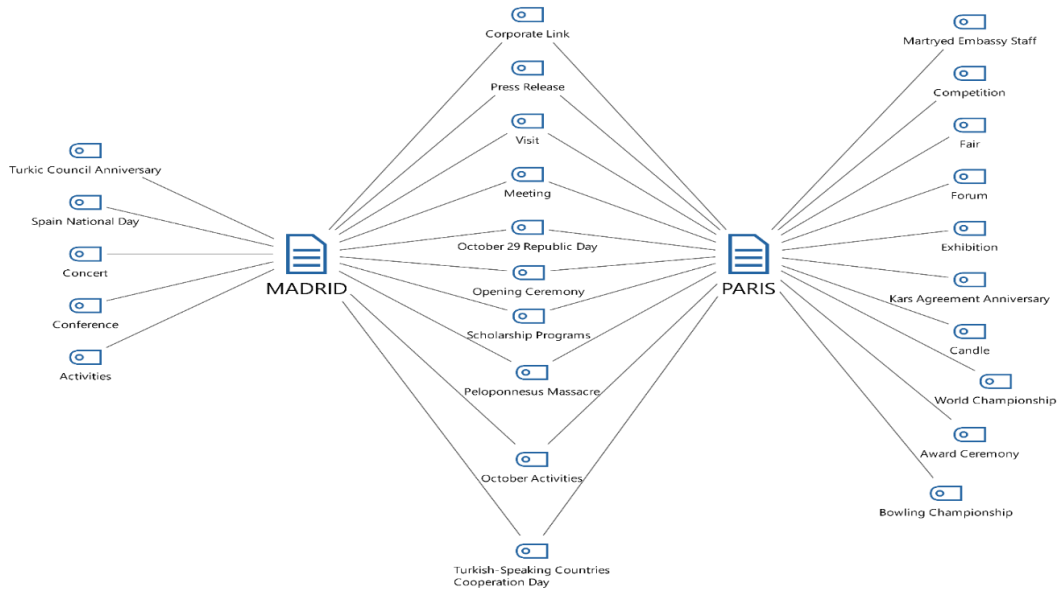 Corporate Link
Press Release
Visit
Meeting
October 29 Republic Day
Opening Ceremony
Scholarship Programs
Peloponnesus Massacre
October Activities
Turkish-Speaking Countries
Cooperation Day
Turkic Council Anniversary
Spain National Day
Concert
Conference
Activities
MADRID
PARIS
Martryed Embassy Staff
Competition
Fair
Forum
Exhibition
Kars Agreement Anniversary
Candle
World Championship
Award Ceremony
Bowling Championship